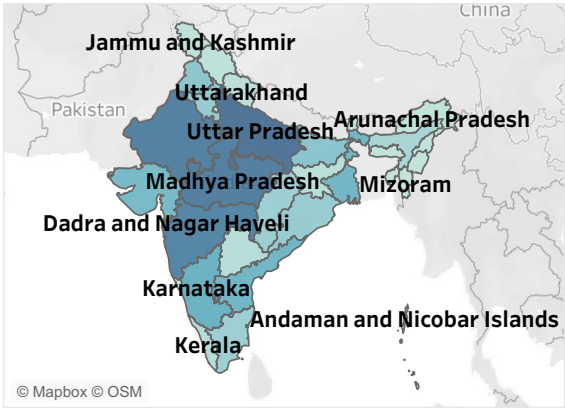 China
Jammu and Kashmir
Uttarakhand
Pakistan
Arunachal Pradesh
Uttar Pradesh
Madhya Pradesh
Mizoram
Dadra and Nagar Haveli
Karnataka
Andaman and Nicobar Islands
Kerala
© Mapbox © OSM